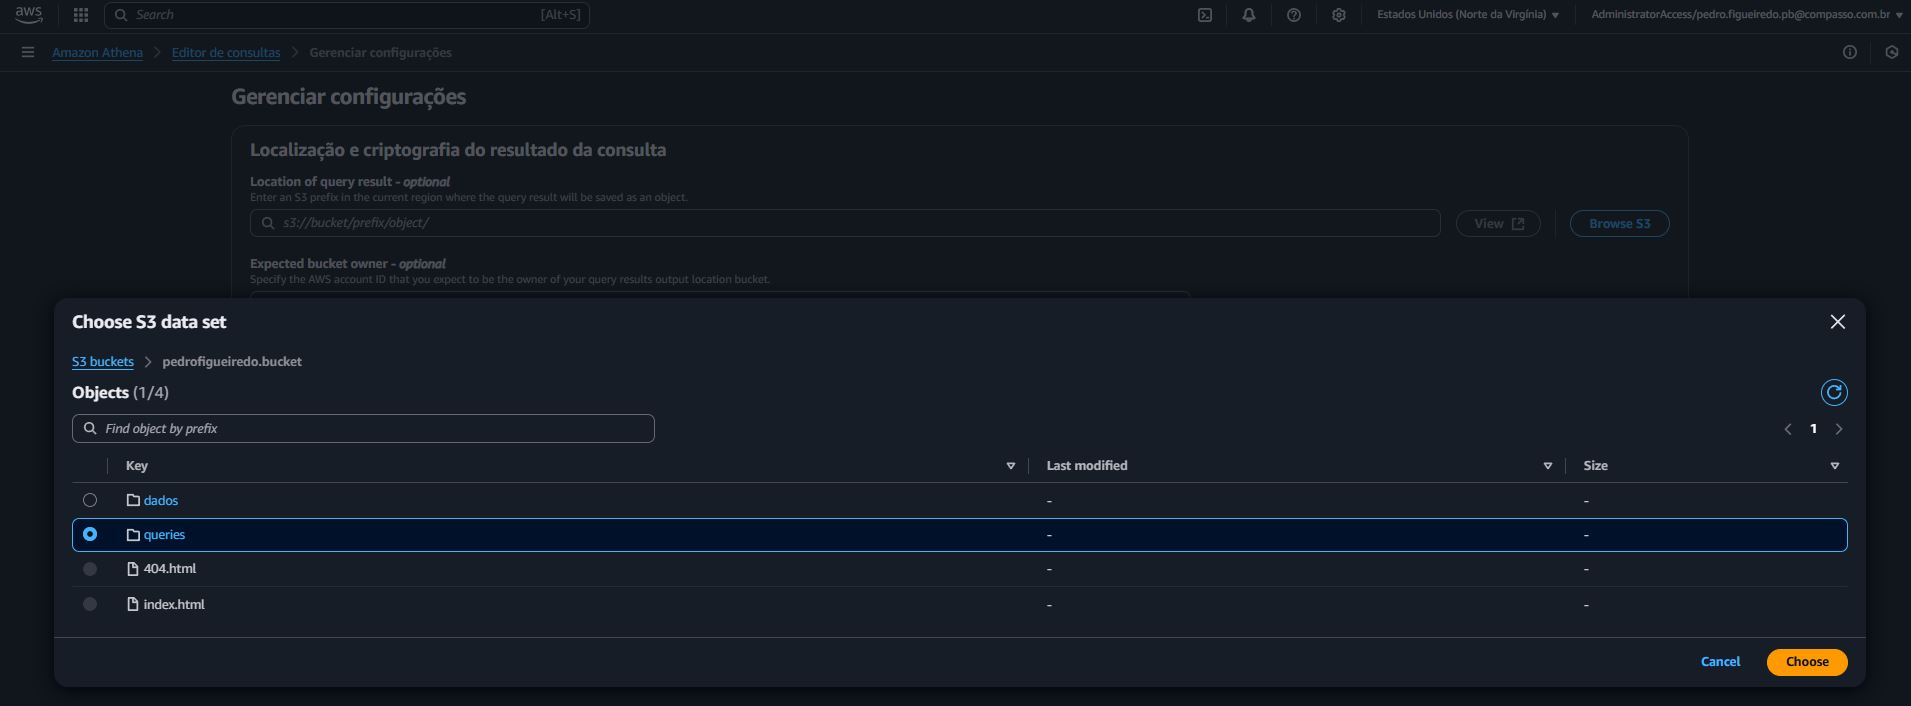 aws Search [Alt+S] Estados Unidos (Norte da Virgínia) AdministratorAccess/pedro.figueiredo.pb@compasso.com.br
Amazon Athena > Editor de consultas > Gerenciar configurações
Gerenciar configurações
Localização e criptografia do resultado da consulta
Location of query result - optional
Enter an S3 prefix in the current region where the query result will be saved as an object.
s3://bucket/prefix/object/ View Browse S3
Expected bucket owner - optional
Specify the AWS account ID that you expect to be the owner of your query results output location bucket.
Choose S3 data set
S3 buckets > pedrofigueiredo.bucket
Objects (1/4)
Find object by prefix
1
Key Last modified Size
dados - -
queries - -
404.html - -
index.html - -
Cancel Choose